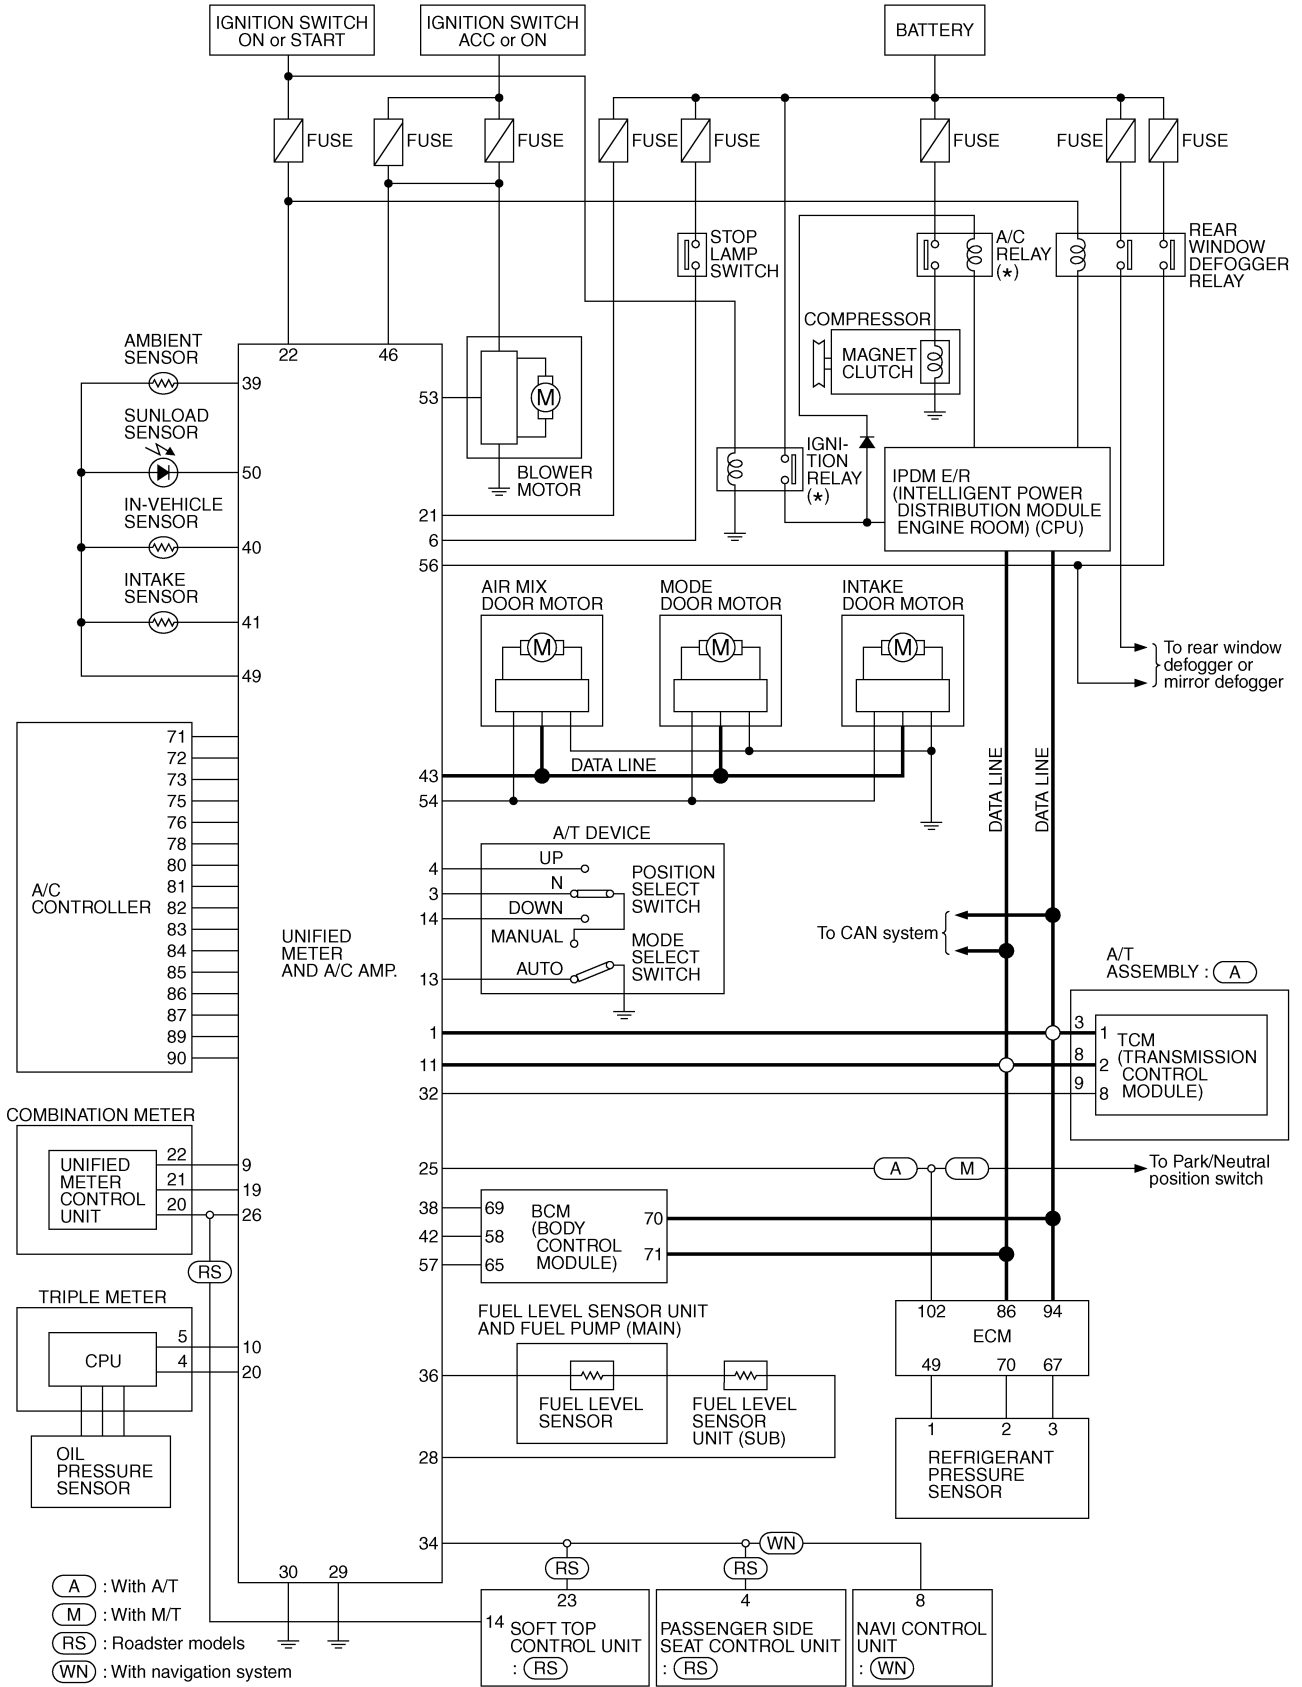 IGNITION SWITCH
ON or START
IGNITION SWITCH
ACC or ON
BATTERY
FUSE
FUSE
FUSE
FUSE
FUSE
FUSE
FUSE
FUSE
STOP
LAMP
SWITCH
A/C
RELAY
(*)
REAR
WINDOW
DEFOGGER
RELAY
COMPRESSOR
MAGNET
CLUTCH
AMBIENT
SENSOR
SUNLOAD
SENSOR
IN-VEHICLE
SENSOR
INTAKE
SENSOR
22
46
39
50
40
41
49
53
M
BLOWER
MOTOR
IGNI-
TION
RELAY
(*)
IPDM E/R
(INTELLIGENT POWER
DISTRIBUTION MODULE
ENGINE ROOM) (CPU)
21
6
56
AIR MIX
DOOR MOTOR
MODE
DOOR MOTOR
INTAKE
DOOR MOTOR
M
M
M
To rear window
defogger or
mirror defogger
43
DATA LINE
54
DATA LINE
DATA LINE
A/C
CONTROLLER
71
72
73
75
76
78
80
81
82
83
84
85
86
87
89
90
UNIFIED
METER
AND A/C AMP.
A/T DEVICE
4
UP
3
N
14
DOWN
MANUAL
13
AUTO
POSITION
SELECT
SWITCH
MODE
SELECT
SWITCH
To CAN system
A/T
ASSEMBLY : A
1
11
32
3
8
9
1
2
8
TCM
(TRANSMISSION
CONTROL
MODULE)
COMBINATION METER
UNIFIED
METER
CONTROL
UNIT
22
21
20
9
19
26
RS
25
A
M
To Park/Neutral
position switch
38
42
57
69
58
65
BCM
(BODY
CONTROL
MODULE)
70
71
TRIPLE METER
CPU
5
4
10
20
OIL
PRESSURE
SENSOR
FUEL LEVEL SENSOR UNIT
AND FUEL PUMP (MAIN)
36
FUEL LEVEL
SENSOR
FUEL LEVEL
SENSOR
UNIT (SUB)
28
102
86
94
ECM
49
70
67
1
2
3
REFRIGERANT
PRESSURE
SENSOR
34
WN
RS
RS
30
29
A : With A/T
M : With M/T
RS : Roadster models
WN : With navigation system
14
23
SOFT TOP
CONTROL UNIT
: RS
4
PASSENGER SIDE
SEAT CONTROL UNIT
: RS
8
NAVI CONTROL
UNIT
: WN